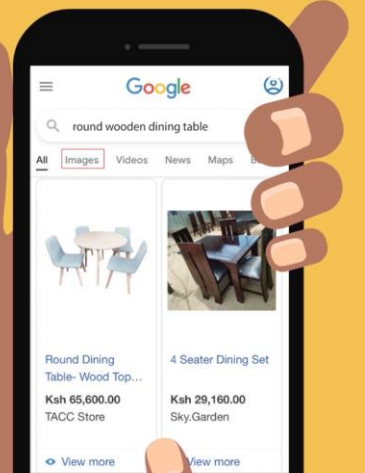 Google
round wooden dining table
All Images Videos News Maps
Round Dining
Table- Wood Top...
Ksh 65,600.00
TACC Store
View more
4 Seater Dining Set
Ksh 29,160.00
Sky.Garden
View more